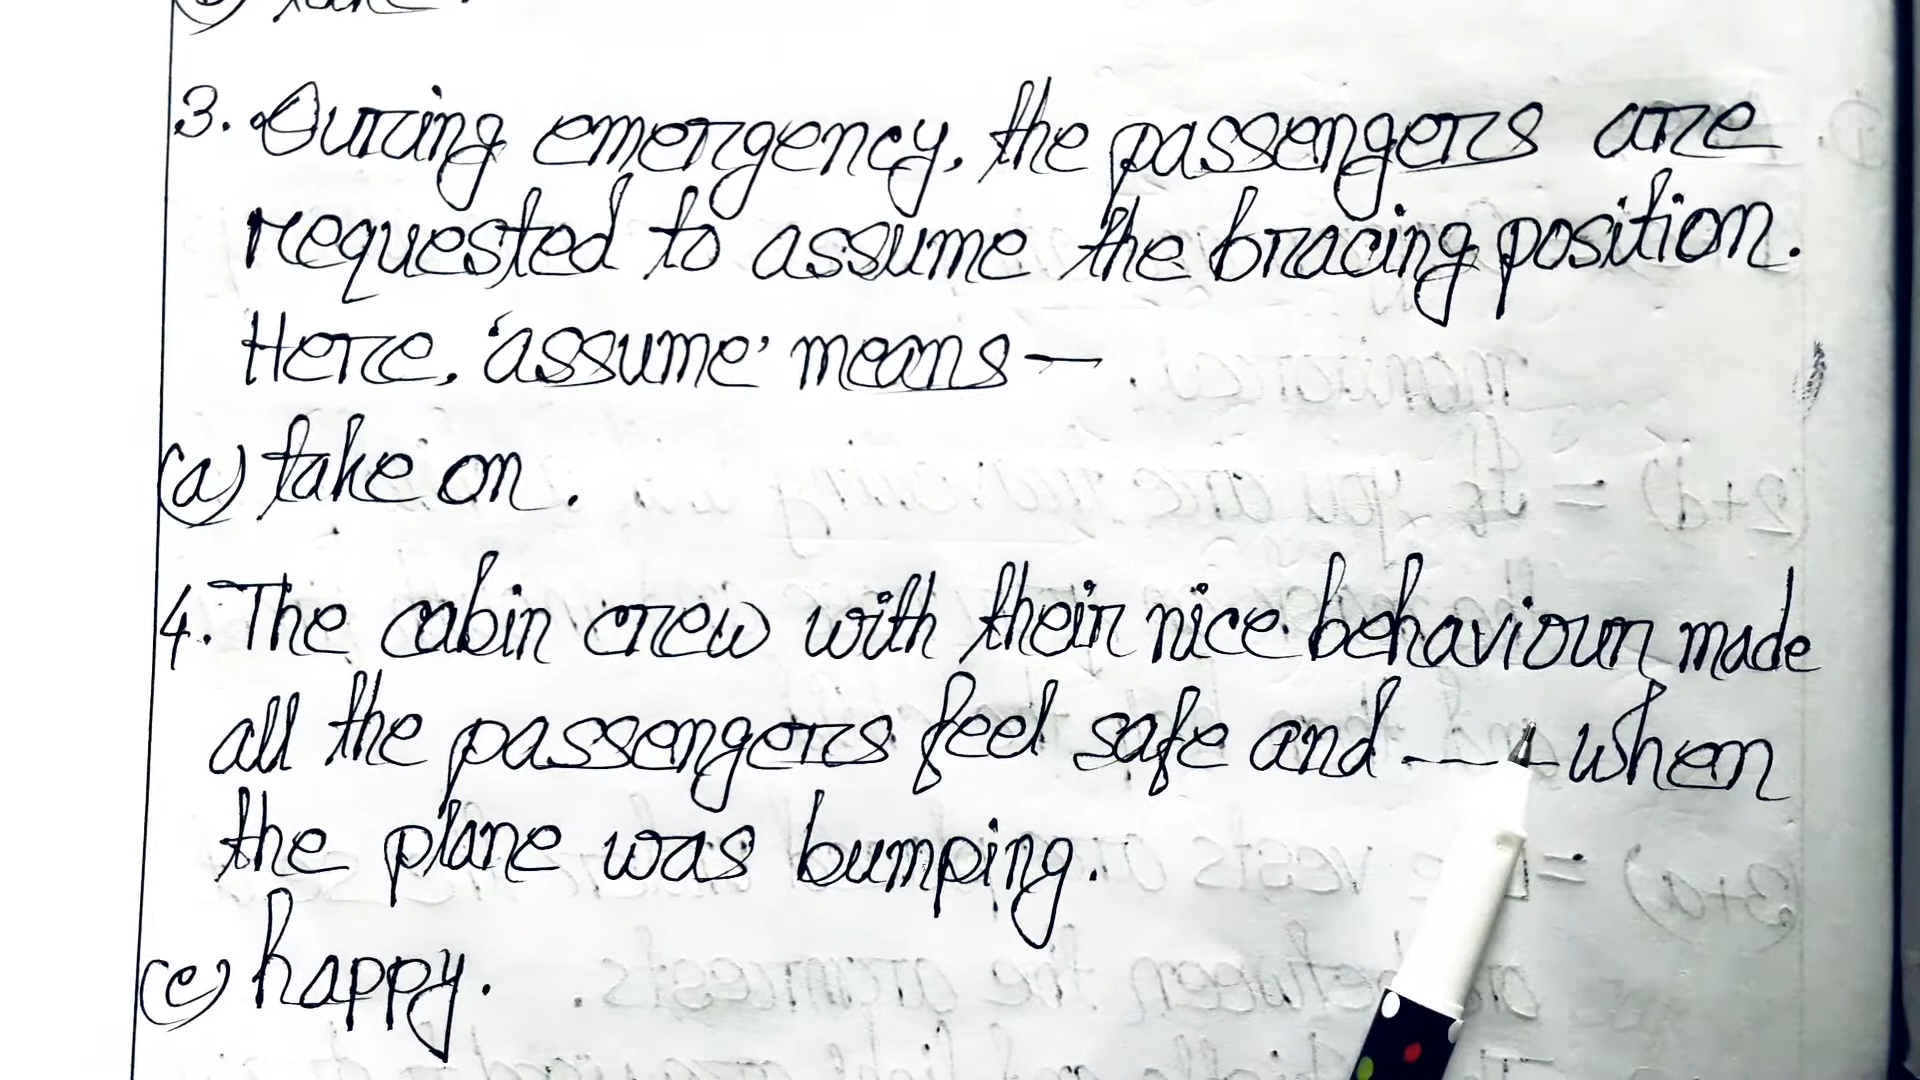 3. During emergency, the passengers are
requested to assume the bracing position.
Here, 'assume' means —
(a) take on.
4. The cabin crew with their nice behaviour made
all the passengers feel safe and ___ when
the plane was bumping.
(c) happy.